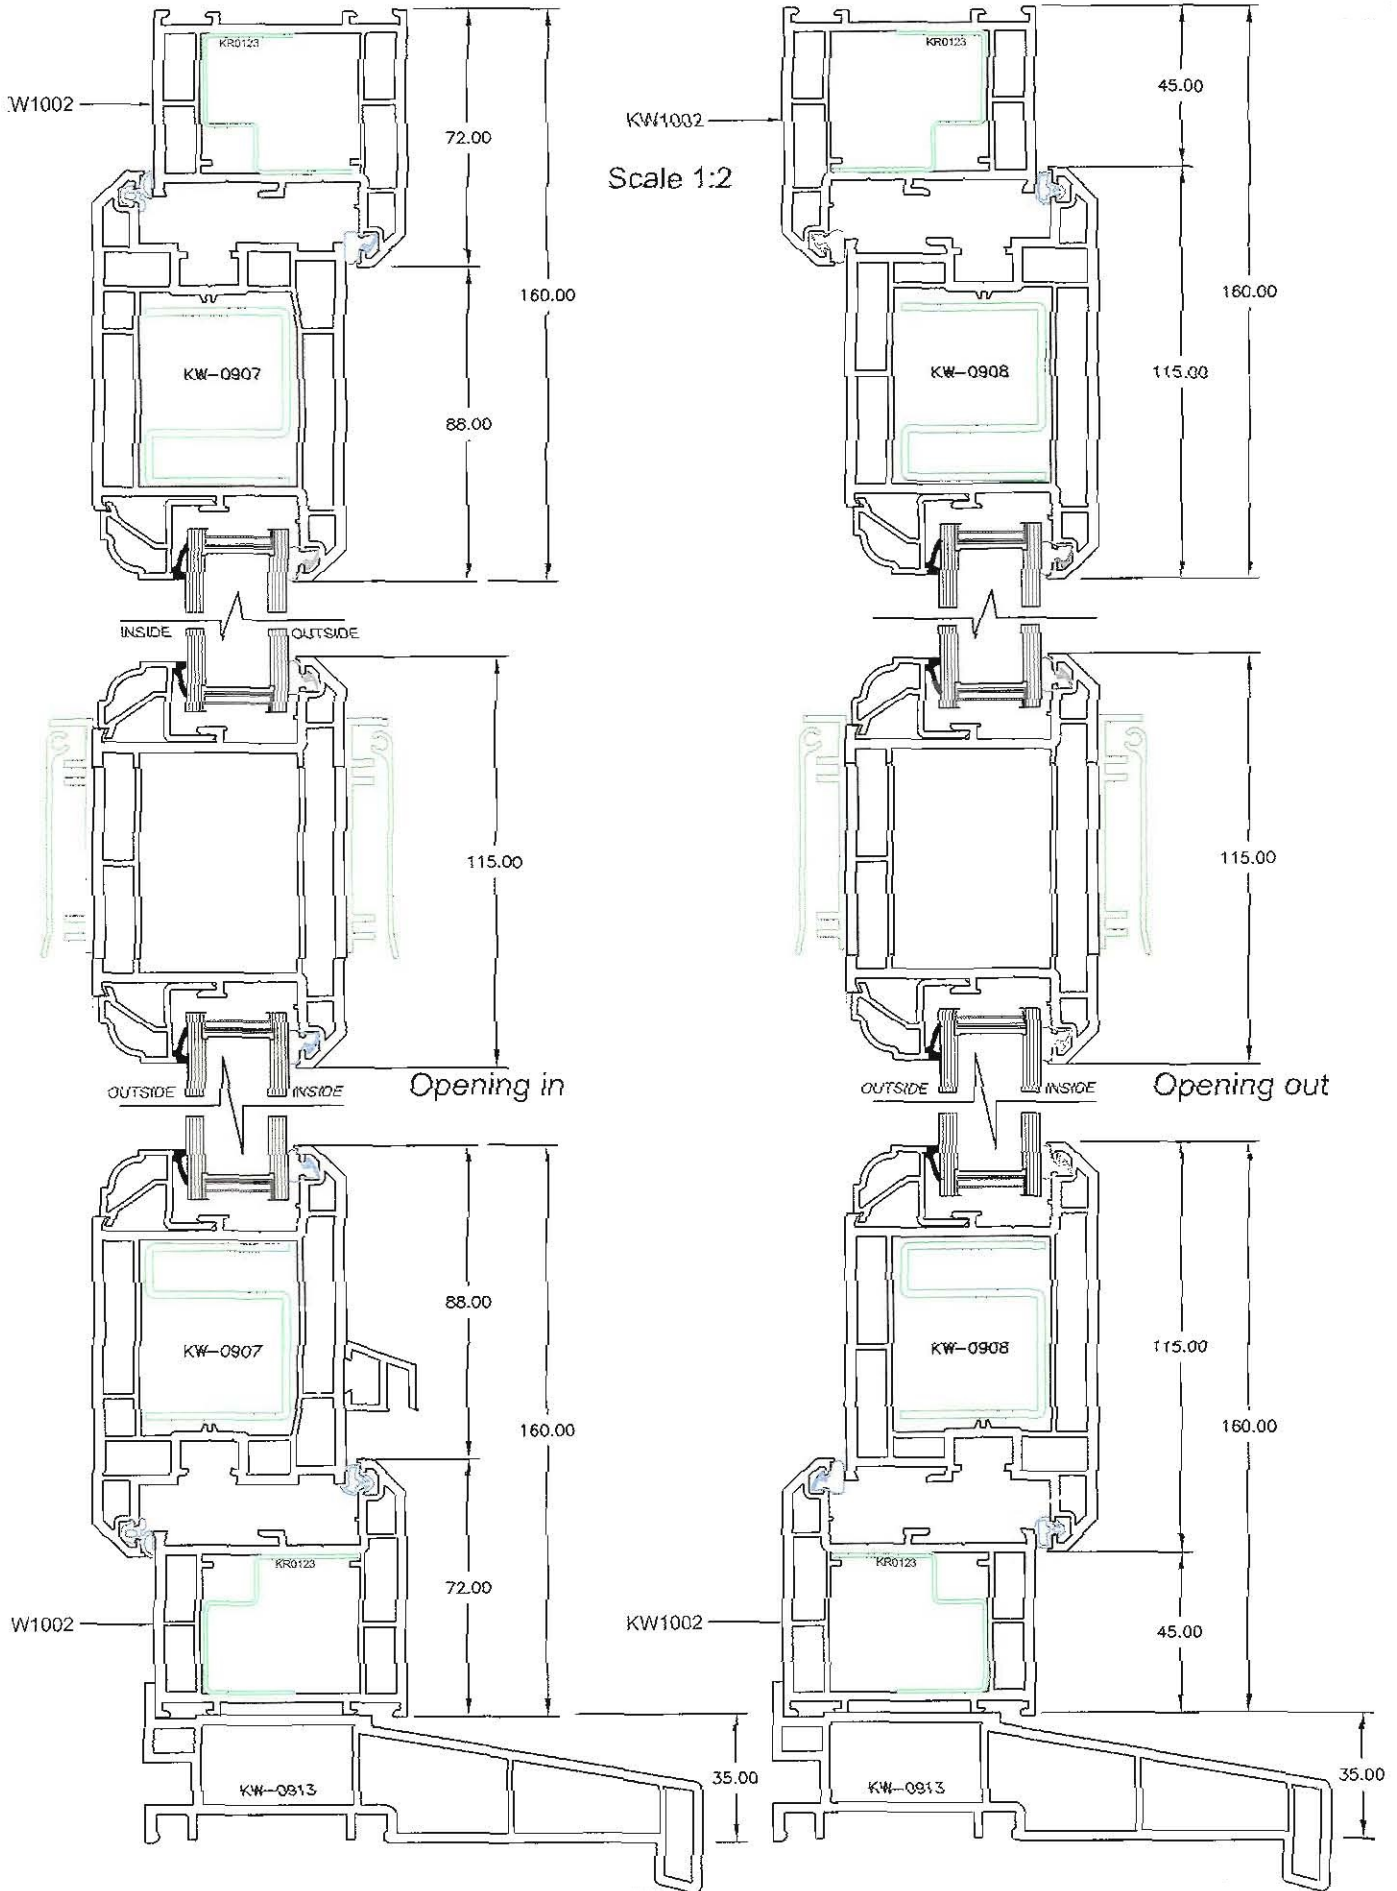 KR0123
W1002
72.00
160.00
KW-0907
88.00
INSIDE
OUTSIDE
115.00
OUTSIDE
INSIDE
Opening in
88.00
KW-0907
160.00
KR0123
72.00
W1002
35.00
KW-0913
Scale 1:2
KR0123
45.00
KW1002
160.00
KW-0908
115.00
115.00
OUTSIDE
INSIDE
Opening out
KW-0908
115.00
160.00
KR0123
KW1002
45.00
35.00
KW-0913